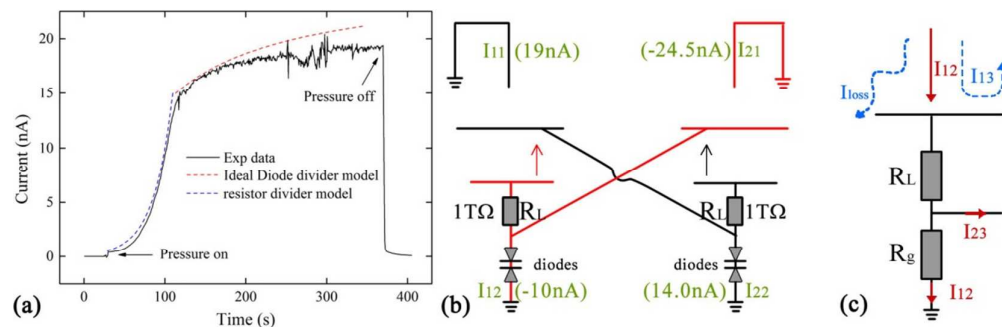 (a)
20
15
10
5
0
Current (nA)
0
100
200
300
400
Time (s)
Pressure off
Exp data
Ideal Diode divider model
resistor divider model
Pressure on
I11 (19nA)
(-24.5nA) I21
1TΩ RL
RL 1TΩ
diodes
diodes
I12 (-10nA)
(14.0nA) I22
(b)
Iloss
I12
I13
RL
I23
Rg
I12
(c)